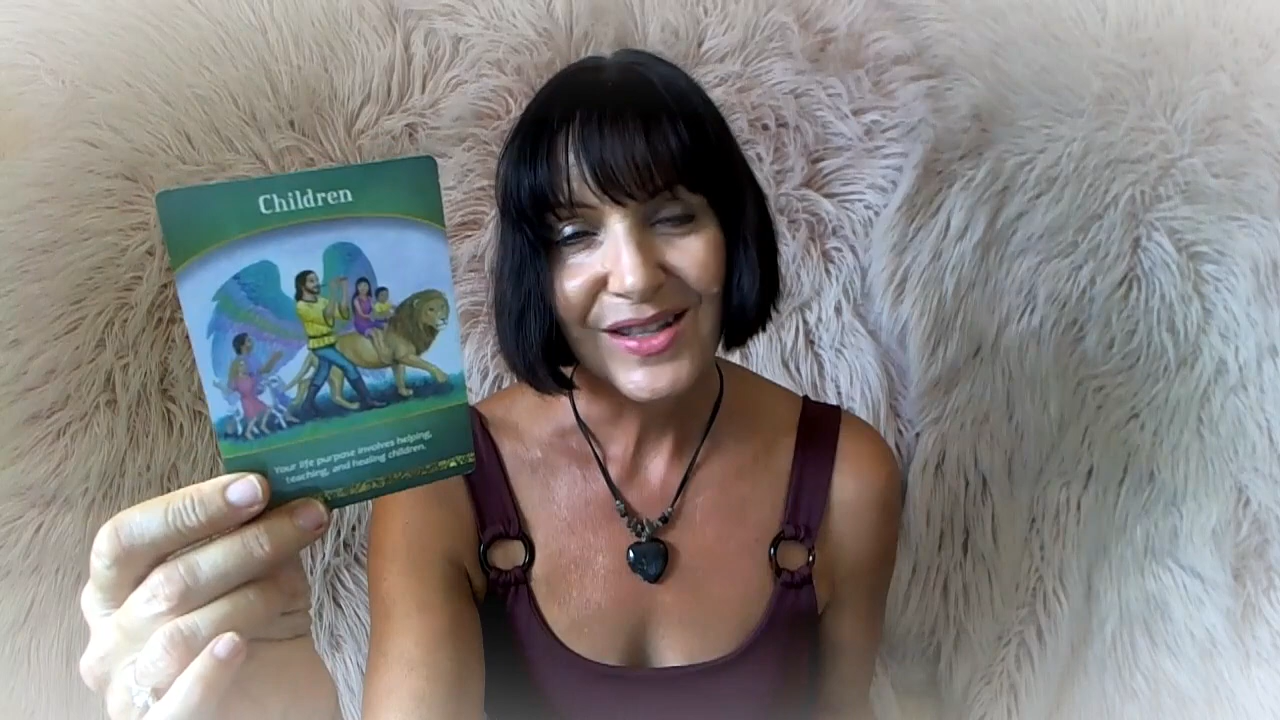 Children
Your life purpose involves helping,
teaching, and healing children.